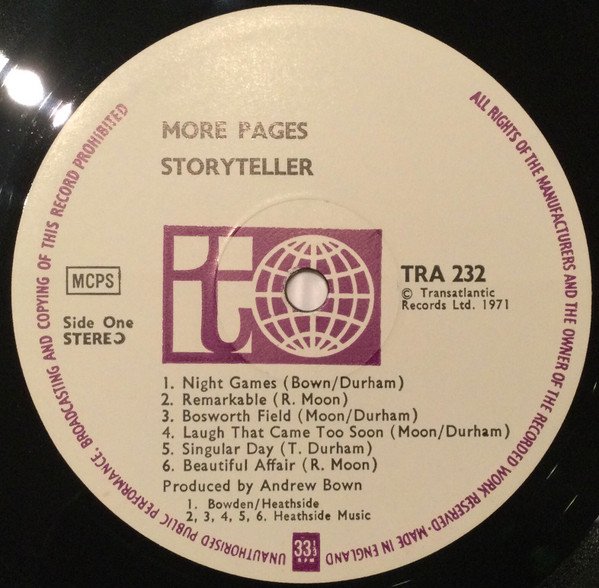 MORE PAGES
STORYTELLER
MCPS
Side One
STEREO
it
TRA 232
© Transatlantic
Records Ltd. 1971
1. Night Games (Bown/Durham)
2. Remarkable (R. Moon)
3. Bosworth Field (Moon/Durham)
4. Laugh That Came Too Soon (Moon/Durham)
5. Singular Day (T. Durham)
6. Beautiful Affair (R. Moon)
Produced by Andrew Bown
1. Bowden/Heathside
2, 3, 4, 5, 6. Heathside Music
33⅓
RPM
ALL RIGHTS OF THE MANUFACTURERS AND THE OWNER OF THE RECORDED WORK RESERVED·MADE IN ENGLAND
UNAUTHORISED PUBLIC PERFORMANCE, BROADCASTING AND COPYING OF THIS RECORD PROHIBITED